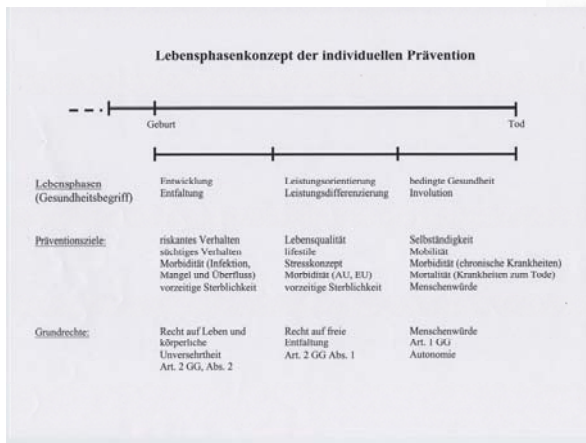 Lebensphasenkonzept der individuellen Prävention
Geburt Tod
Lebensphasen Entwicklung Leistungsorientierung bedingte Gesundheit
(Gesundheitsbegriff) Entfaltung Leistungsdifferenzierung Involution
Präventionsziele: riskantes Verhalten Lebensqualität Selbständigkeit
süchtiges Verhalten lifestile Mobilität
Morbidität (Infektion, Stresskonzept Morbidität (chronische Krankheiten)
Mangel und Überfluss) Morbidität (AU, EU) Mortalität (Krankheiten zum Tode)
vorzeitige Sterblichkeit vorzeitige Sterblichkeit Menschenwürde
Grundrechte: Recht auf Leben und Recht auf freie Menschenwürde
körperliche Entfaltung Art. 1 GG
Unversehrtheit Art. 2 GG Abs. 1 Autonomie
Art. 2 GG, Abs. 2